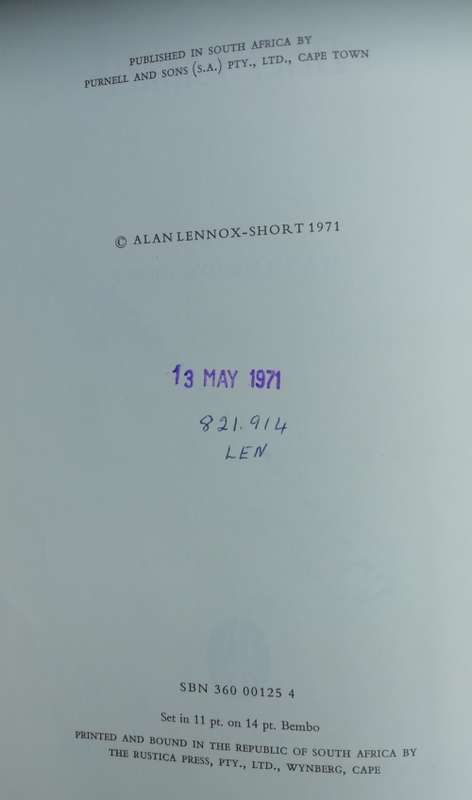 PUBLISHED IN SOUTH AFRICA BY
PURNELL AND SONS (S.A.) PTY., LTD., CAPE TOWN
© ALAN LENNOX-SHORT 1971
13 MAY 1971
821.914
LEN
SBN 360 00125 4
Set in 11 pt. on 14 pt. Bembo
PRINTED AND BOUND IN THE REPUBLIC OF SOUTH AFRICA BY
THE RUSTICA PRESS, PTY., LTD., WYNBERG, CAPE